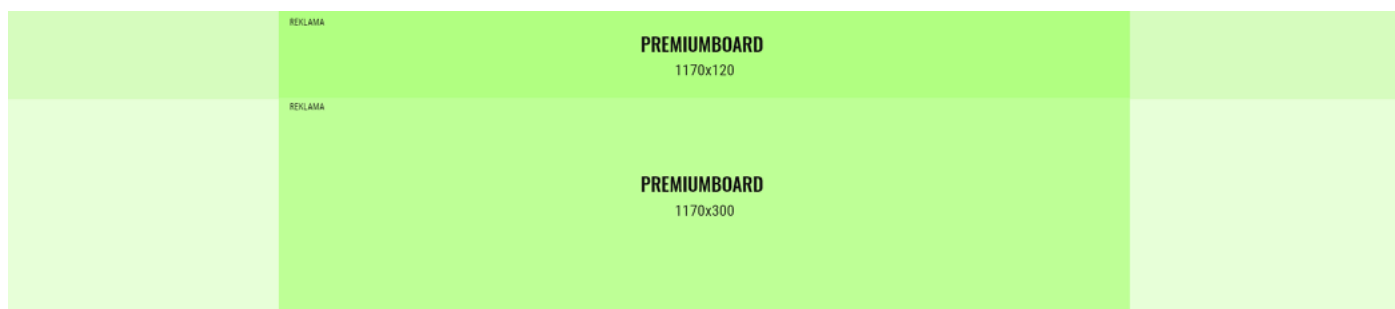 REKLAMA
PREMIUMBOARD
1170x120
REKLAMA
PREMIUMBOARD
1170x300